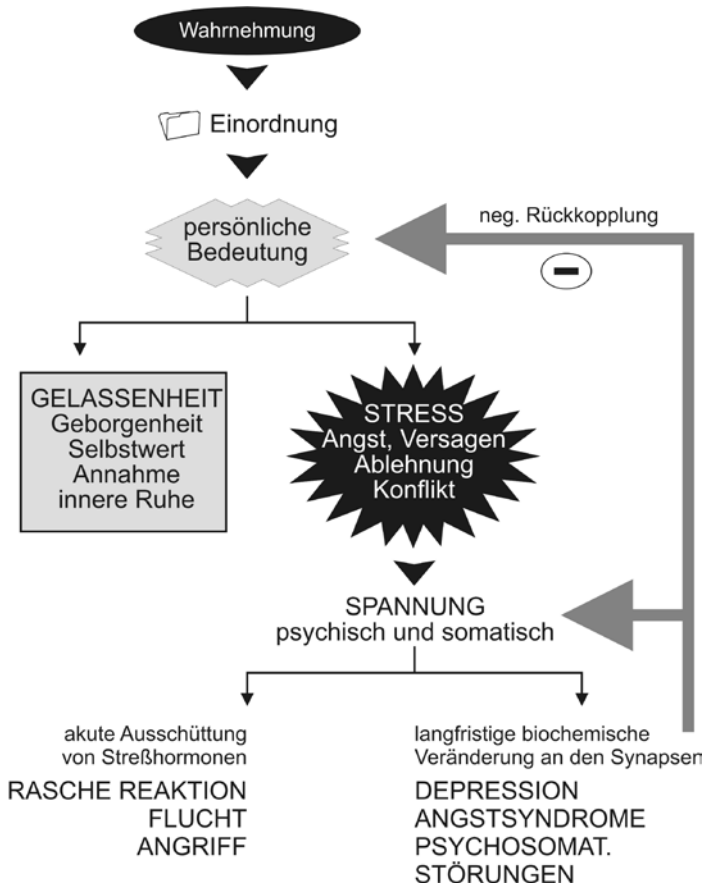 Wahrnehmung
Einordnung
persönliche
Bedeutung
neg. Rückkopplung
GELASSENHEIT
Geborgenheit
Selbstwert
Annahme
innere Ruhe
STRESS
Angst, Versagen
Ablehnung
Konflikt
SPANNUNG
psychisch und somatisch
akute Ausschüttung
von Streßhormonen
RASCHE REAKTION
FLUCHT
ANGRIFF
langfristige biochemische
Veränderung an den Synapsen
DEPRESSION
ANGSTSYNDROME
PSYCHOSOMAT.
STÖRUNGEN